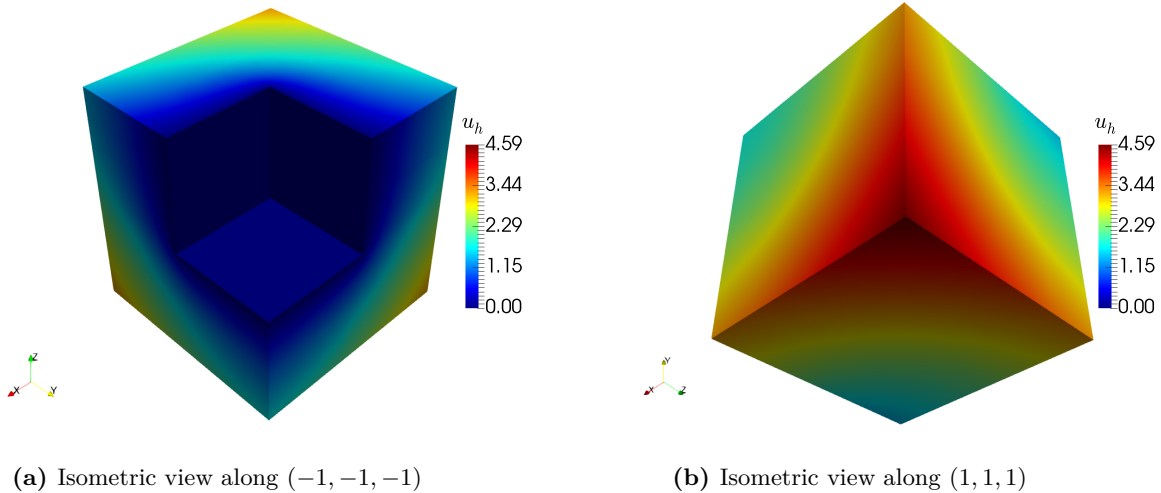 u_h
4.59
3.44
2.29
1.15
0.00
Z
X
Y
(a) Isometric view along (−1, −1, −1)
u_h
4.59
3.44
2.29
1.15
0.00
Y
X
Z
(b) Isometric view along (1, 1, 1)